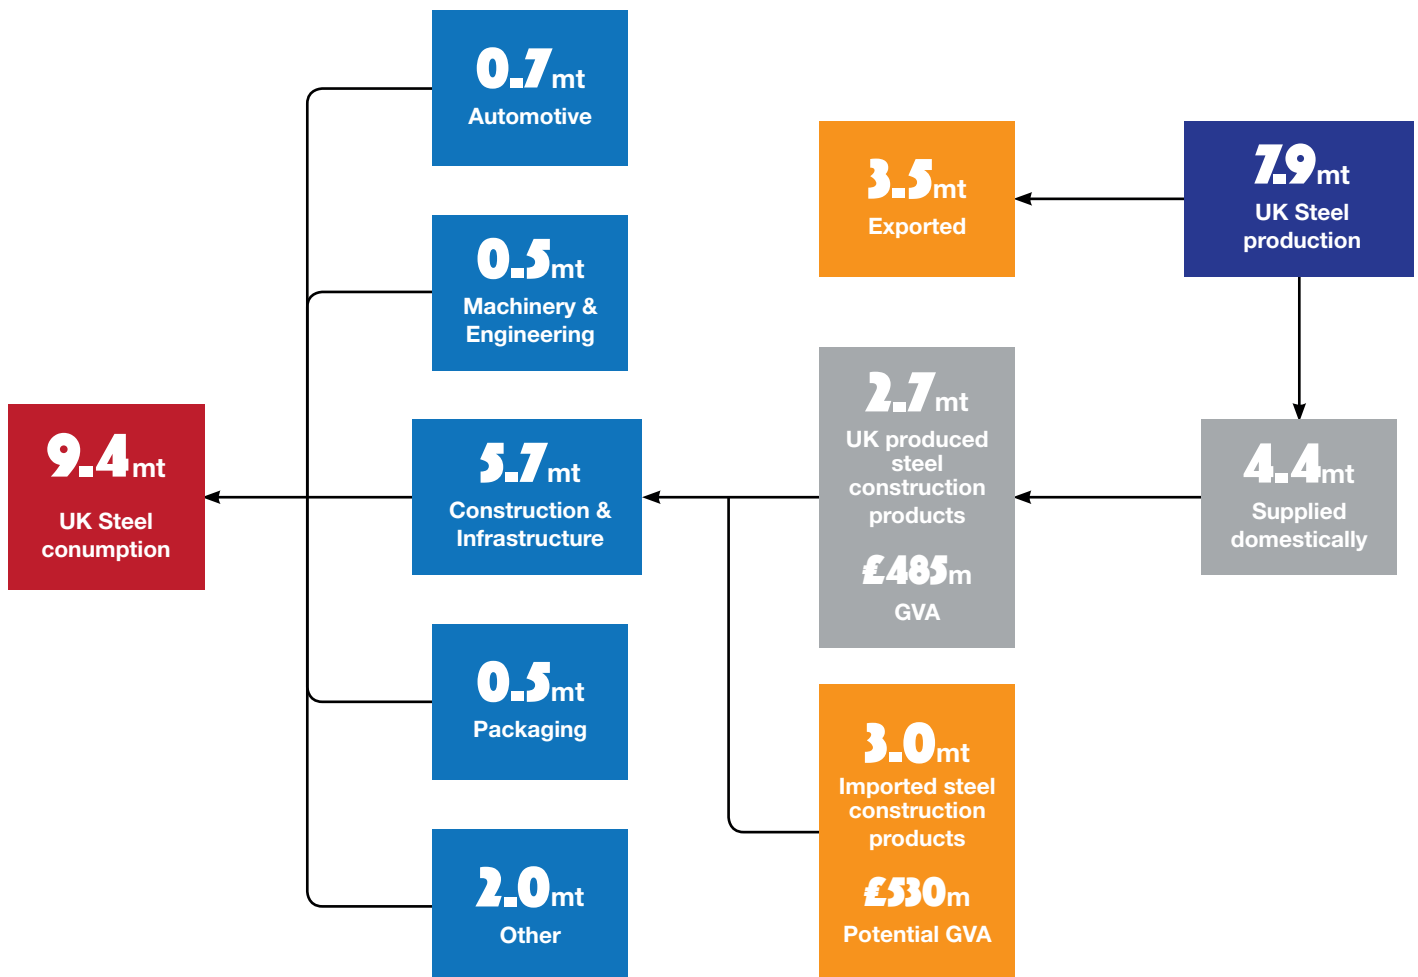 0.7mt
Automotive
0.5mt
Machinery &
Engineering
9.4mt
UK Steel
conumption
5.7mt
Construction &
Infrastructure
0.5mt
Packaging
2.0mt
Other
3.5mt
Exported
2.7mt
UK produced
steel
construction
products
£485m
GVA
3.0mt
Imported steel
construction
products
£530m
Potential GVA
7.9mt
UK Steel
production
4.4mt
Supplied
domestically